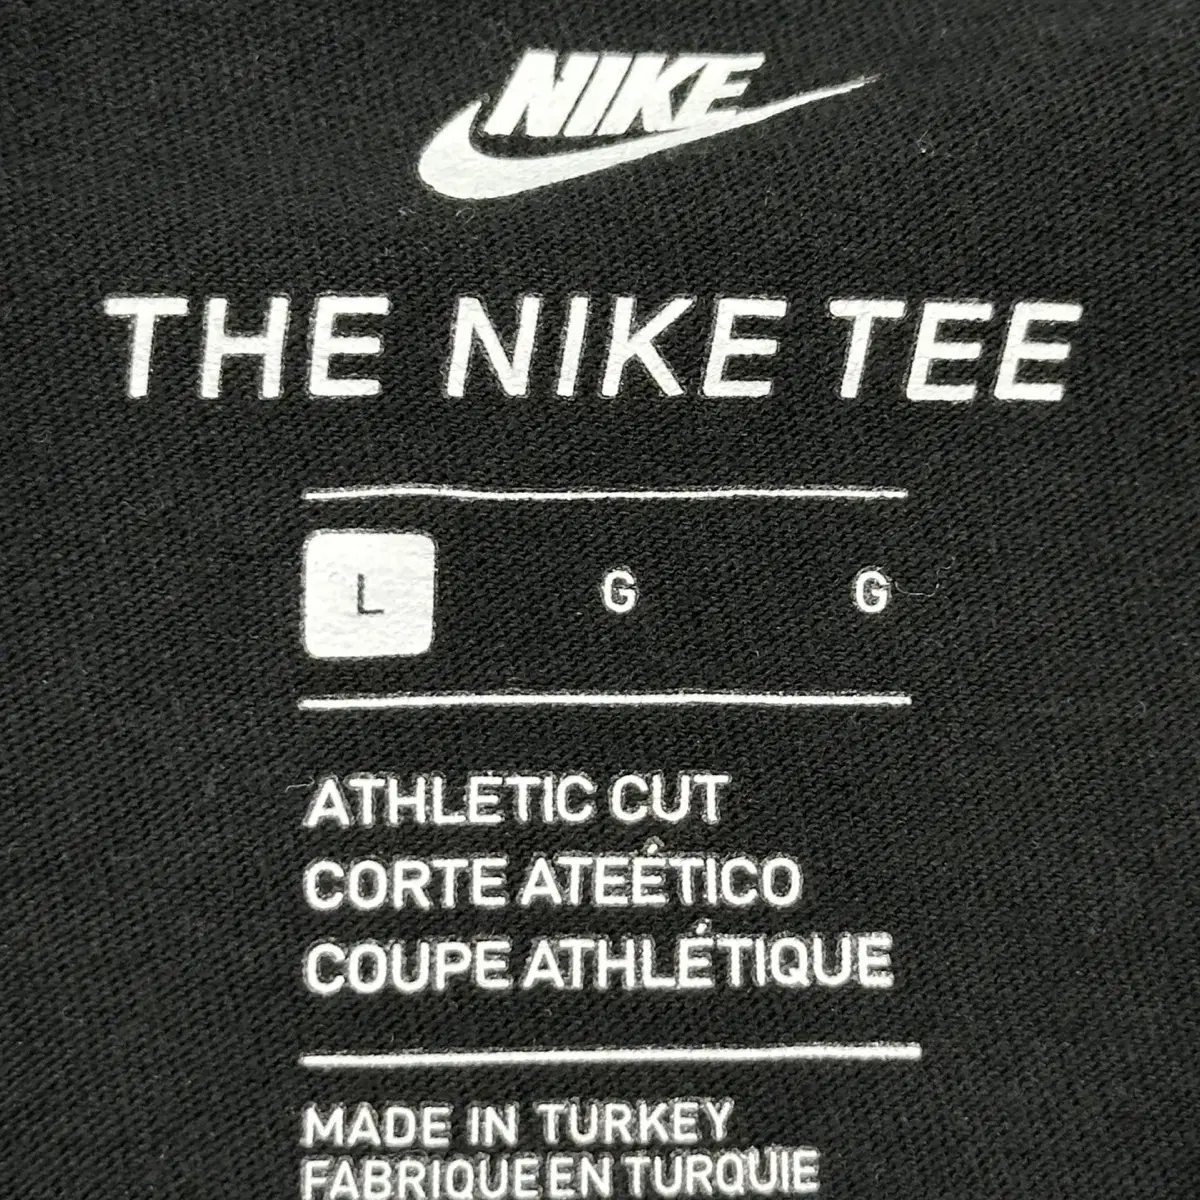 NIKE
THE NIKE TEE
L G G
ATHLETIC CUT
CORTE ATEÉTICO
COUPE ATHLÉTIQUE
MADE IN TURKEY
FABRIQUE EN TURQUIE